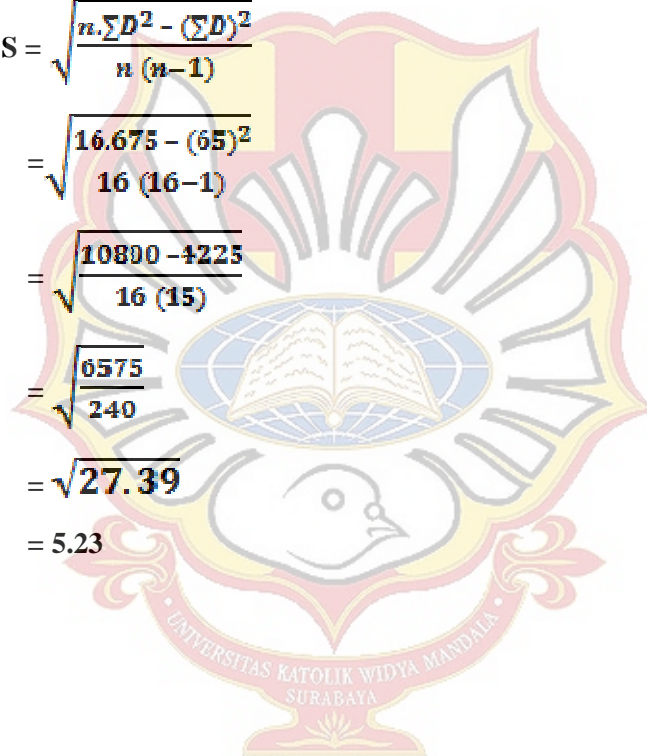 S = √((n.∑D² - (∑D)²) / (n (n–1)))
= √((16.675 – (65)²) / (16 (16–1)))
= √((10800 –4225) / (16 (15)))
= √(6575 / 240)
= √27.39
= 5.23
UNIVERSITAS KATOLIK WIDYA MANDALA
SURABAYA